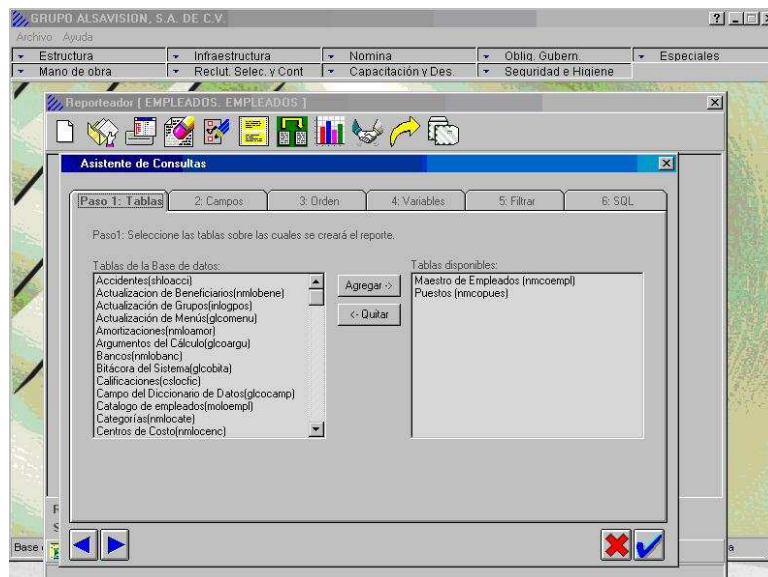 GRUPO ALSAVISION, S.A. DE C.V.
Archivo Ayuda
Estructura Infraestructura Nomina Oblig. Gubern. Especiales
Mano de obra Reclut. Selec. y Cont Capacitación y Des. Seguridad e Higiene
Reporteador [ EMPLEADOS. EMPLEADOS ]
Asistente de Consultas
Paso 1: Tablas 2: Campos 3: Orden 4: Variables 5: Filtrar 6: SQL
Paso1: Seleccione las tablas sobre las cuales se creará el reporte.
Tablas de la Base de datos:
Accidentes(shloacci)
Actualizacion de Beneficiarios(nmlobene)
Actualización de Grupos(inlogpos)
Actualización de Menús(glcomenu)
Amortizaciones(nmloamor)
Argumentos del Cálculo(glcoargu)
Bancos(nmlobanc)
Bitácora del Sistema(glcobita)
Calificaciones(cslocfic)
Campo del Diccionario de Datos(glcocamp)
Catalogo de empleados(moloempl)
Categorías(nmlocate)
Centros de Costo(nmlocenc)
Agregar ->
<- Quitar
Tablas disponibles:
Maestro de Empleados (nmcoempl)
Puestos (nmcopues)
Base